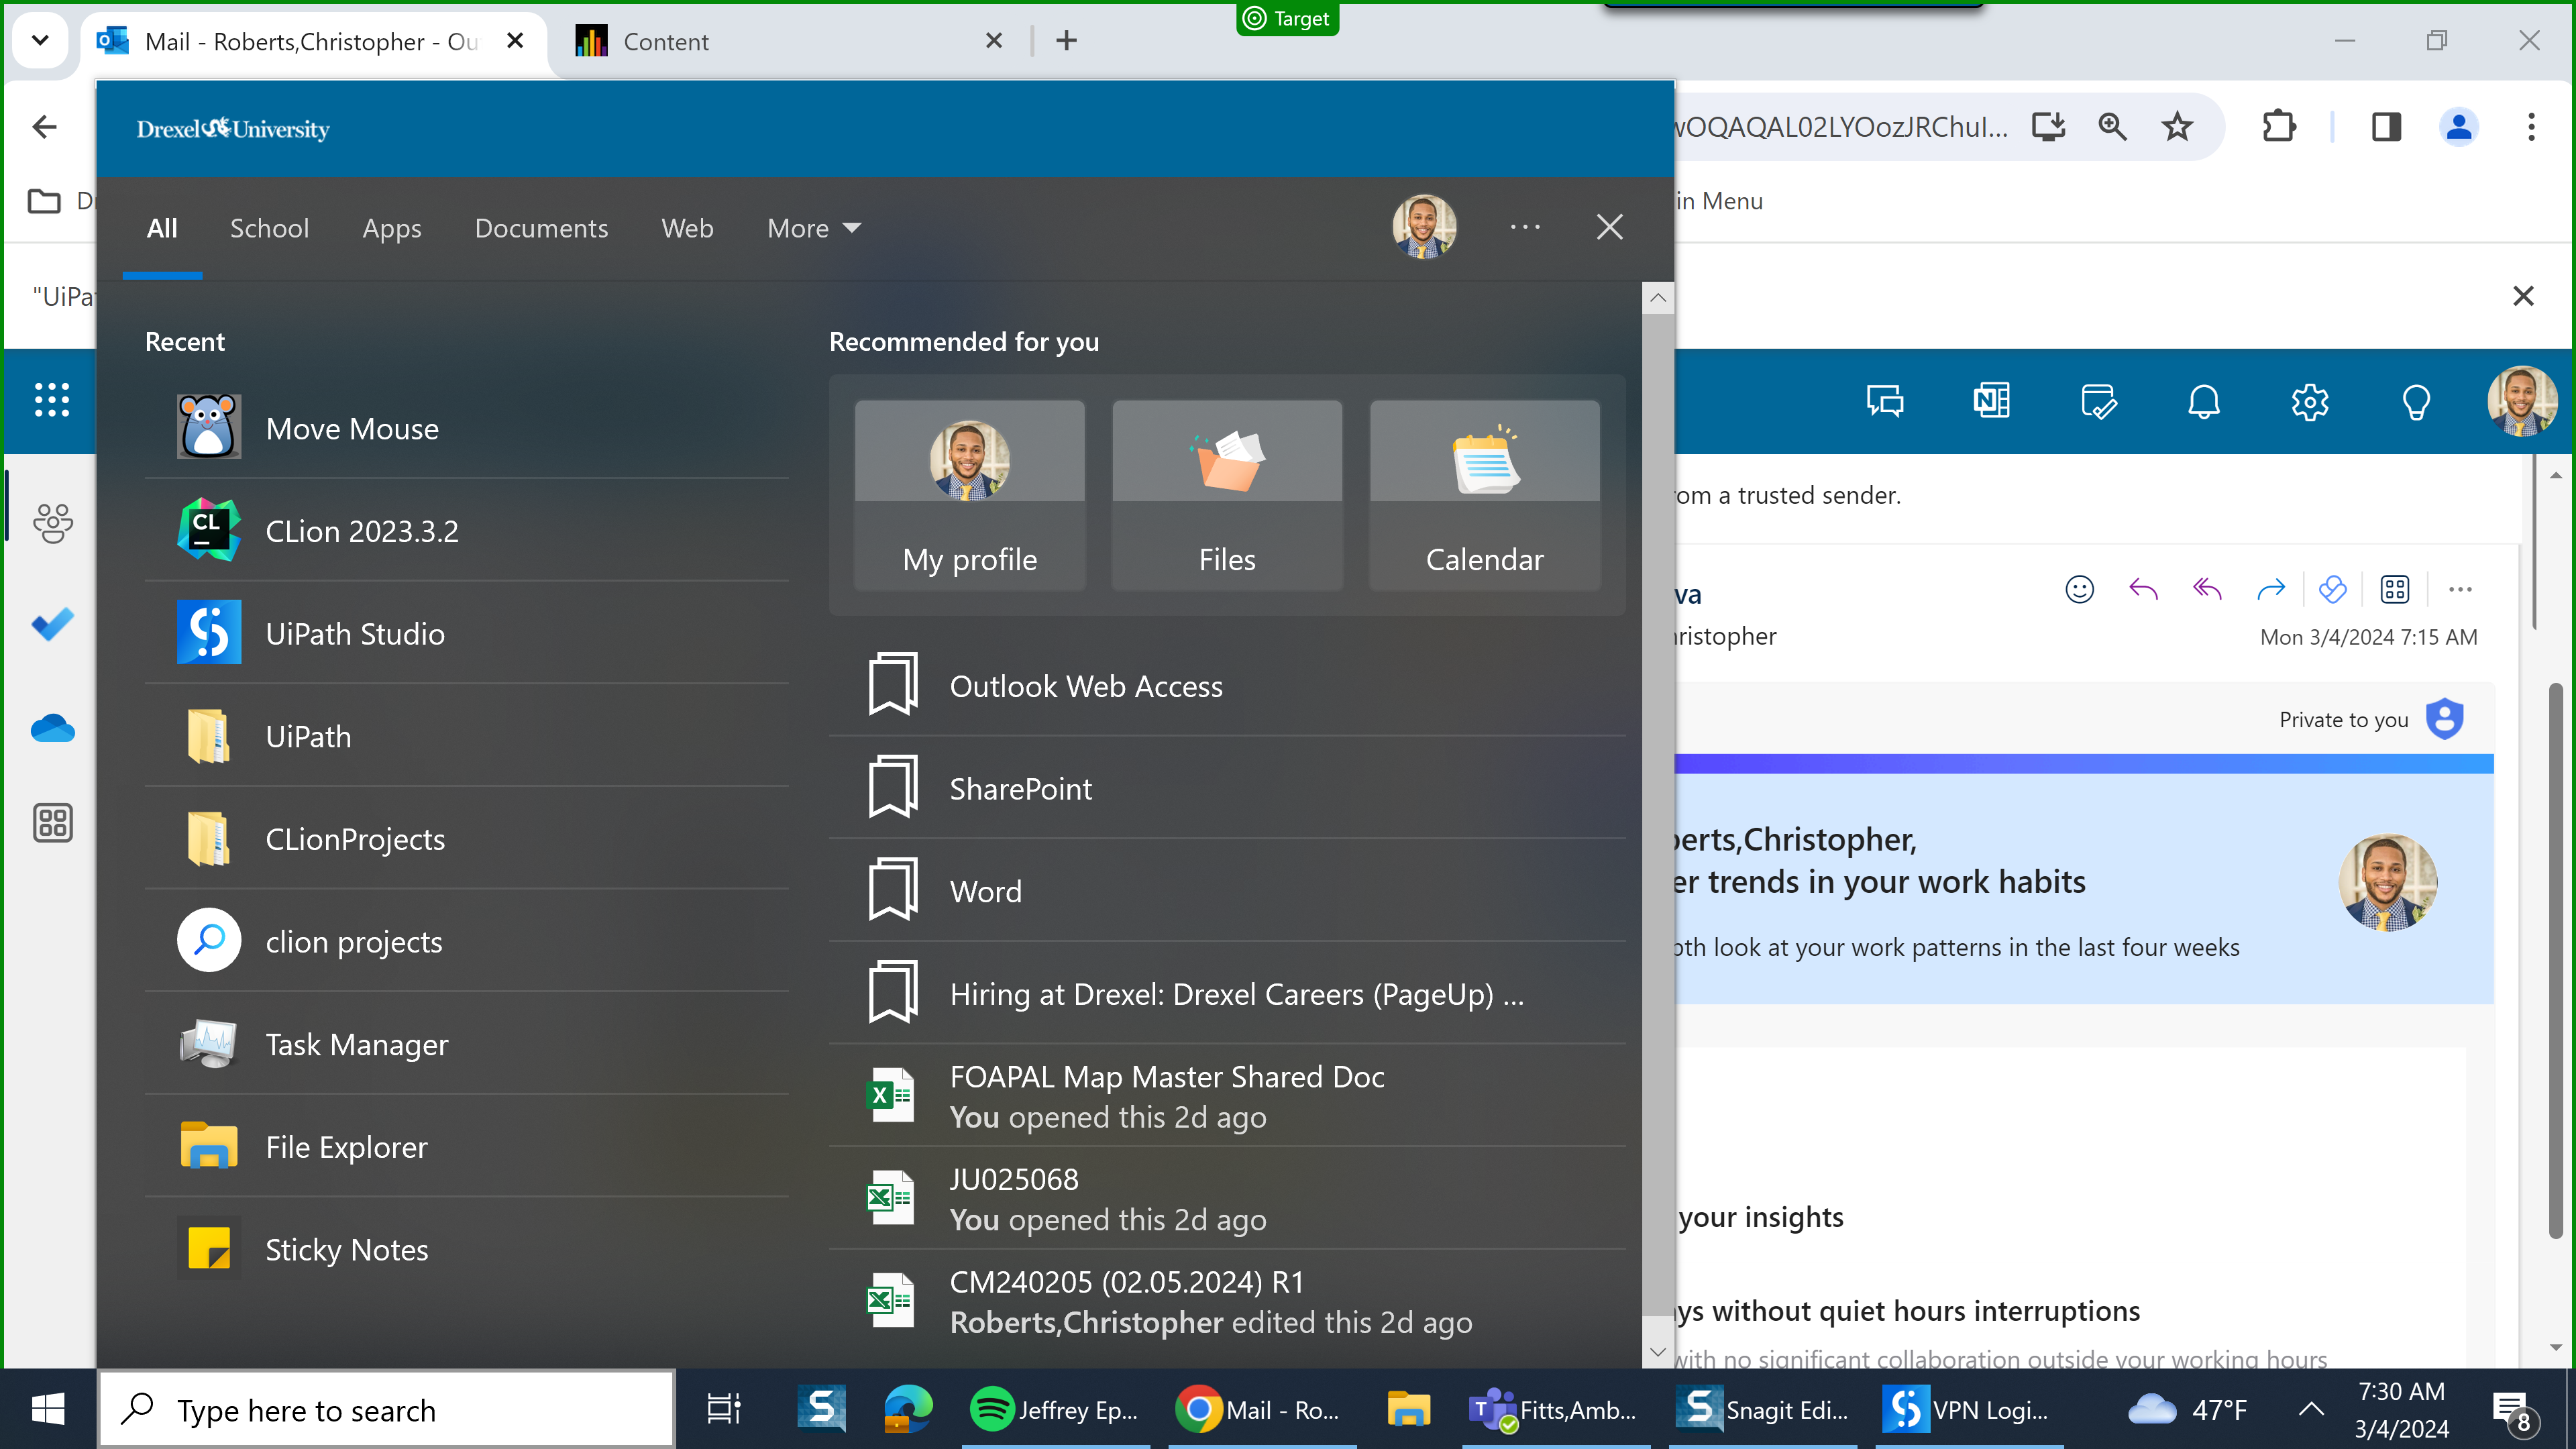 Target
Mail - Roberts,Christopher - Ou
Content
Drexel University
wOQAQAL02LYOozJRChuI...
in Menu
All
School
Apps
Documents
Web
More
"UiPa
Recent
Recommended for you
Move Mouse
CLion 2023.3.2
UiPath Studio
UiPath
CLionProjects
clion projects
Task Manager
File Explorer
Sticky Notes
My profile
Files
Calendar
Outlook Web Access
SharePoint
Word
Hiring at Drexel: Drexel Careers (PageUp) ...
FOAPAL Map Master Shared Doc
You opened this 2d ago
JU025068
You opened this 2d ago
CM240205 (02.05.2024) R1
Roberts,Christopher edited this 2d ago
om a trusted sender.
va
hristopher
Mon 3/4/2024 7:15 AM
Private to you
berts,Christopher,
er trends in your work habits
pth look at your work patterns in the last four weeks
your insights
ys without quiet hours interruptions
with no significant collaboration outside your working hours
Type here to search
Jeffrey Ep...
Mail - Ro...
Fitts,Amb...
Snagit Edi...
VPN Logi...
47°F
7:30 AM
3/4/2024
8